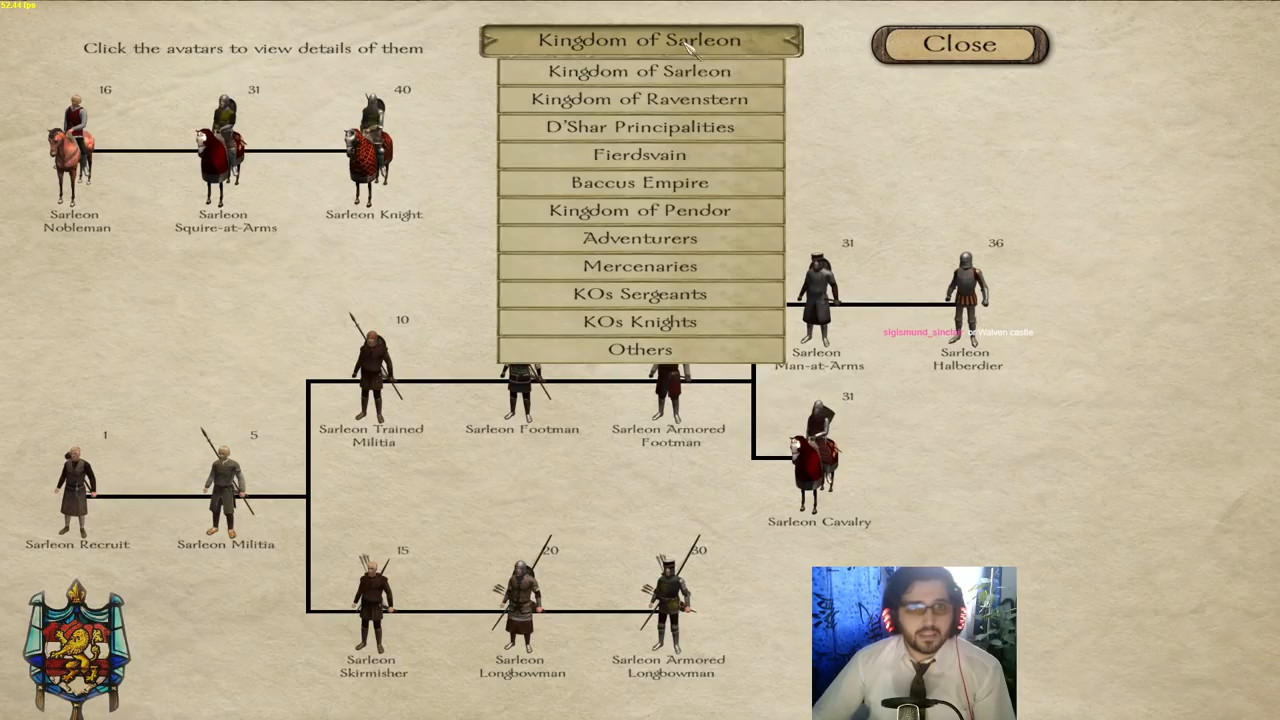 52.44 fps
Click the avatars to view details of them
Kingdom of Sarleon
Close
Kingdom of Sarleon
Kingdom of Ravenstern
D'Shar Principalities
Fierdsvain
Baccus Empire
Kingdom of Pendor
Adventurers
Mercenaries
KOs Sergeants
KOs Knights
Others
16
31
40
Sarleon
Nobleman
Sarleon
Squire-at-Arms
Sarleon Knight
31
36
sigismund_sinclair: or Walven castle
Sarleon
Man-at-Arms
Sarleon
Halberdier
10
Sarleon Trained
Militia
Sarleon Footman
Sarleon Armored
Footman
31
Sarleon Cavalry
1
5
Sarleon Recruit
Sarleon Militia
15
20
30
Sarleon
Skirmisher
Sarleon
Longbowman
Sarleon Armored
Longbowman